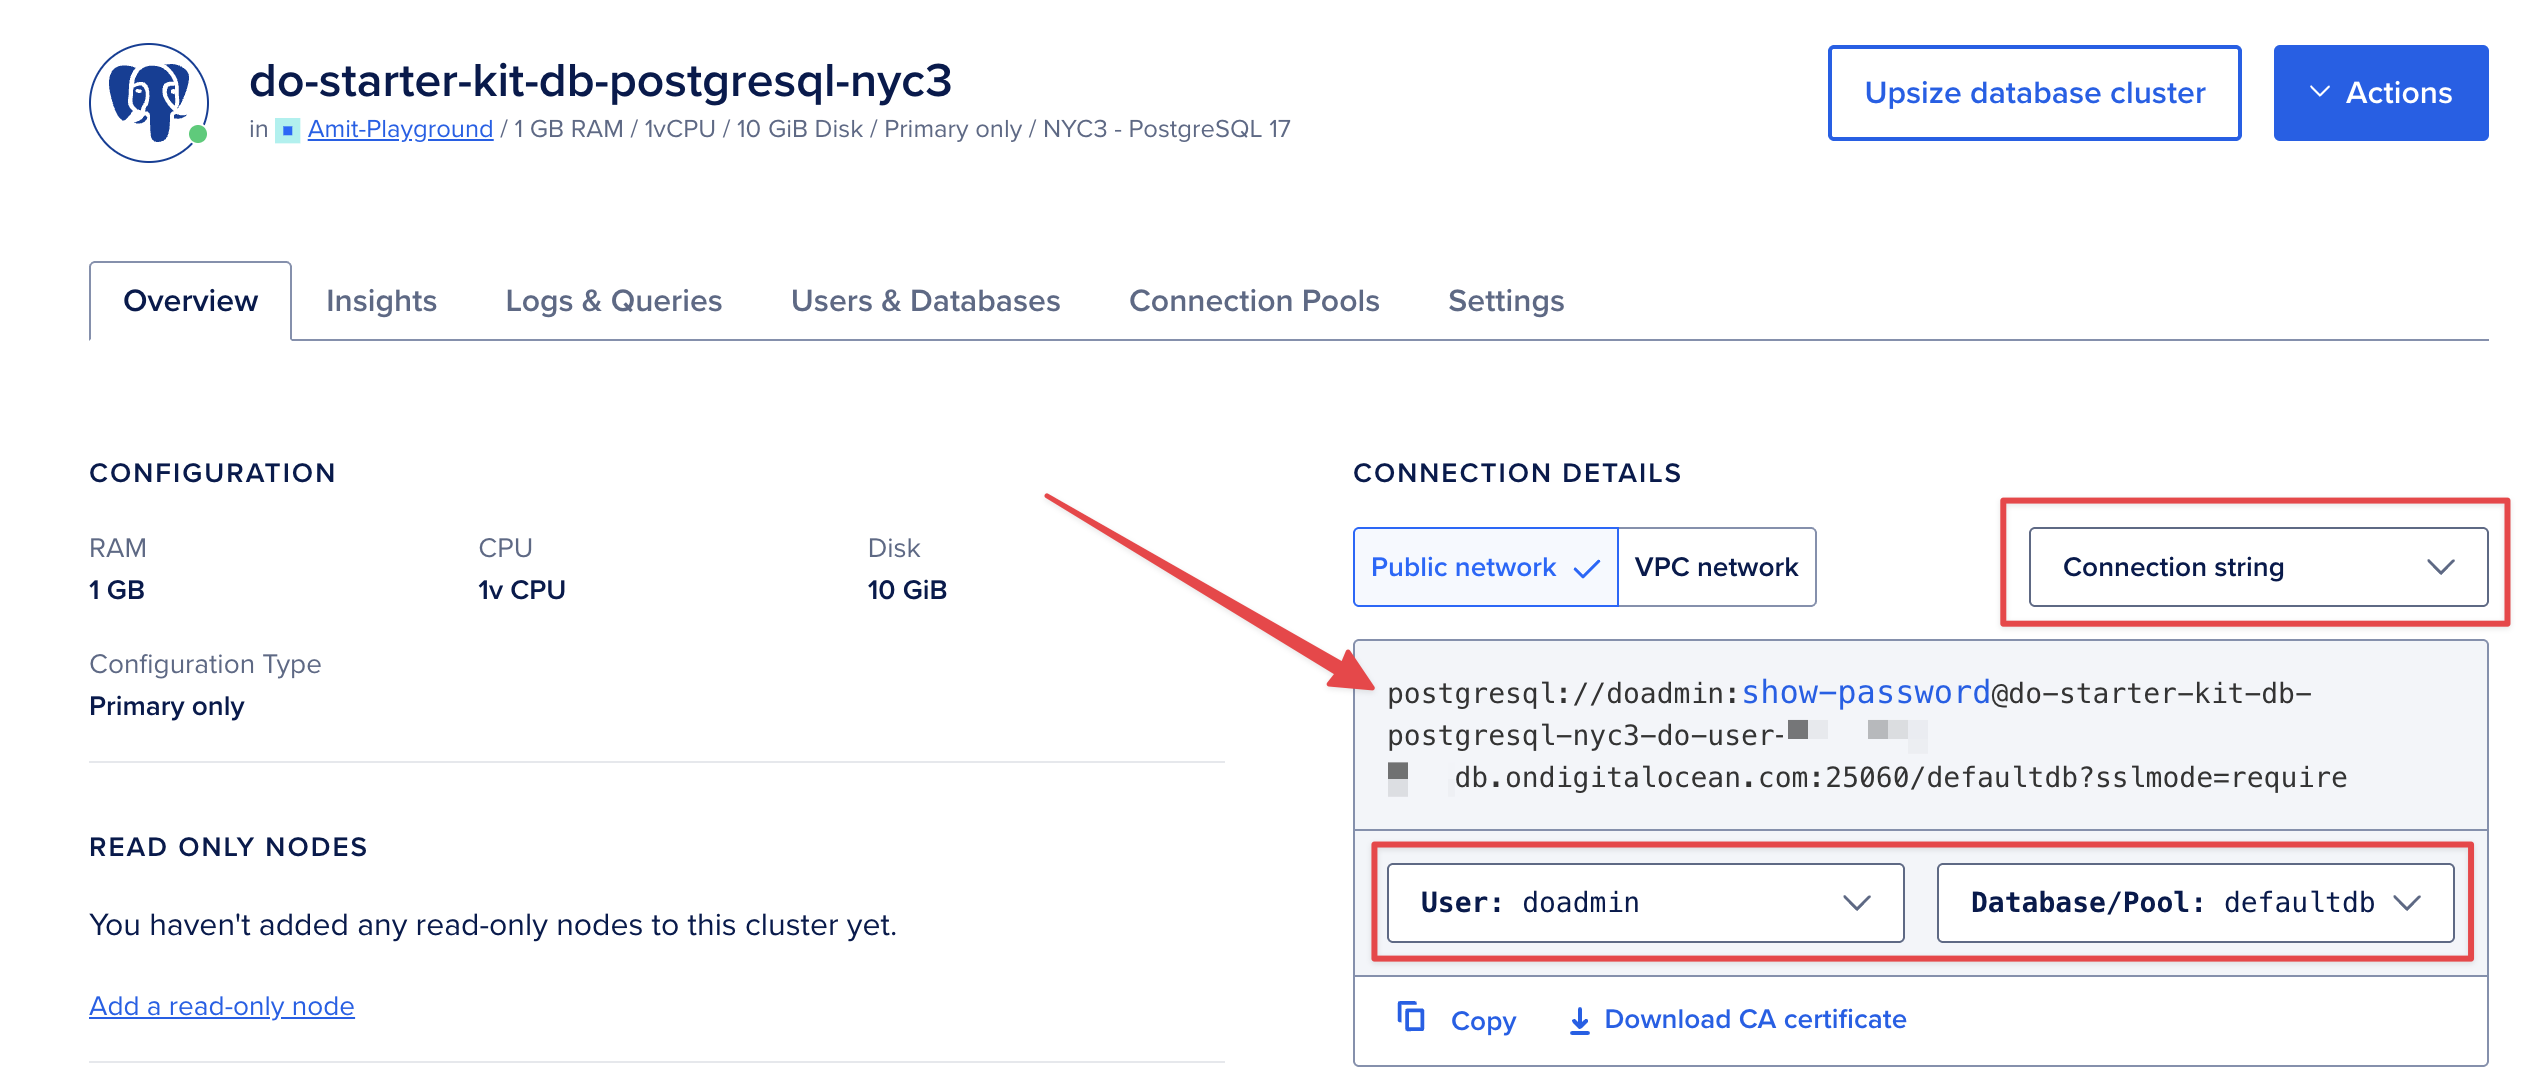 do-starter-kit-db-postgresql-nyc3
in Amit-Playground / 1 GB RAM / 1vCPU / 10 GiB Disk / Primary only / NYC3 - PostgreSQL 17
Upsize database cluster
Actions
Overview
Insights
Logs & Queries
Users & Databases
Connection Pools
Settings
CONFIGURATION
RAM
1 GB
CPU
1v CPU
Disk
10 GiB
Configuration Type
Primary only
READ ONLY NODES
You haven't added any read-only nodes to this cluster yet.
Add a read-only node
CONNECTION DETAILS
Public network
VPC network
Connection string
postgresql://doadmin:show-password@do-starter-kit-db-
postgresql-nyc3-do-user-
db.ondigitalocean.com:25060/defaultdb?sslmode=require
User: doadmin
Database/Pool: defaultdb
Copy
Download CA certificate